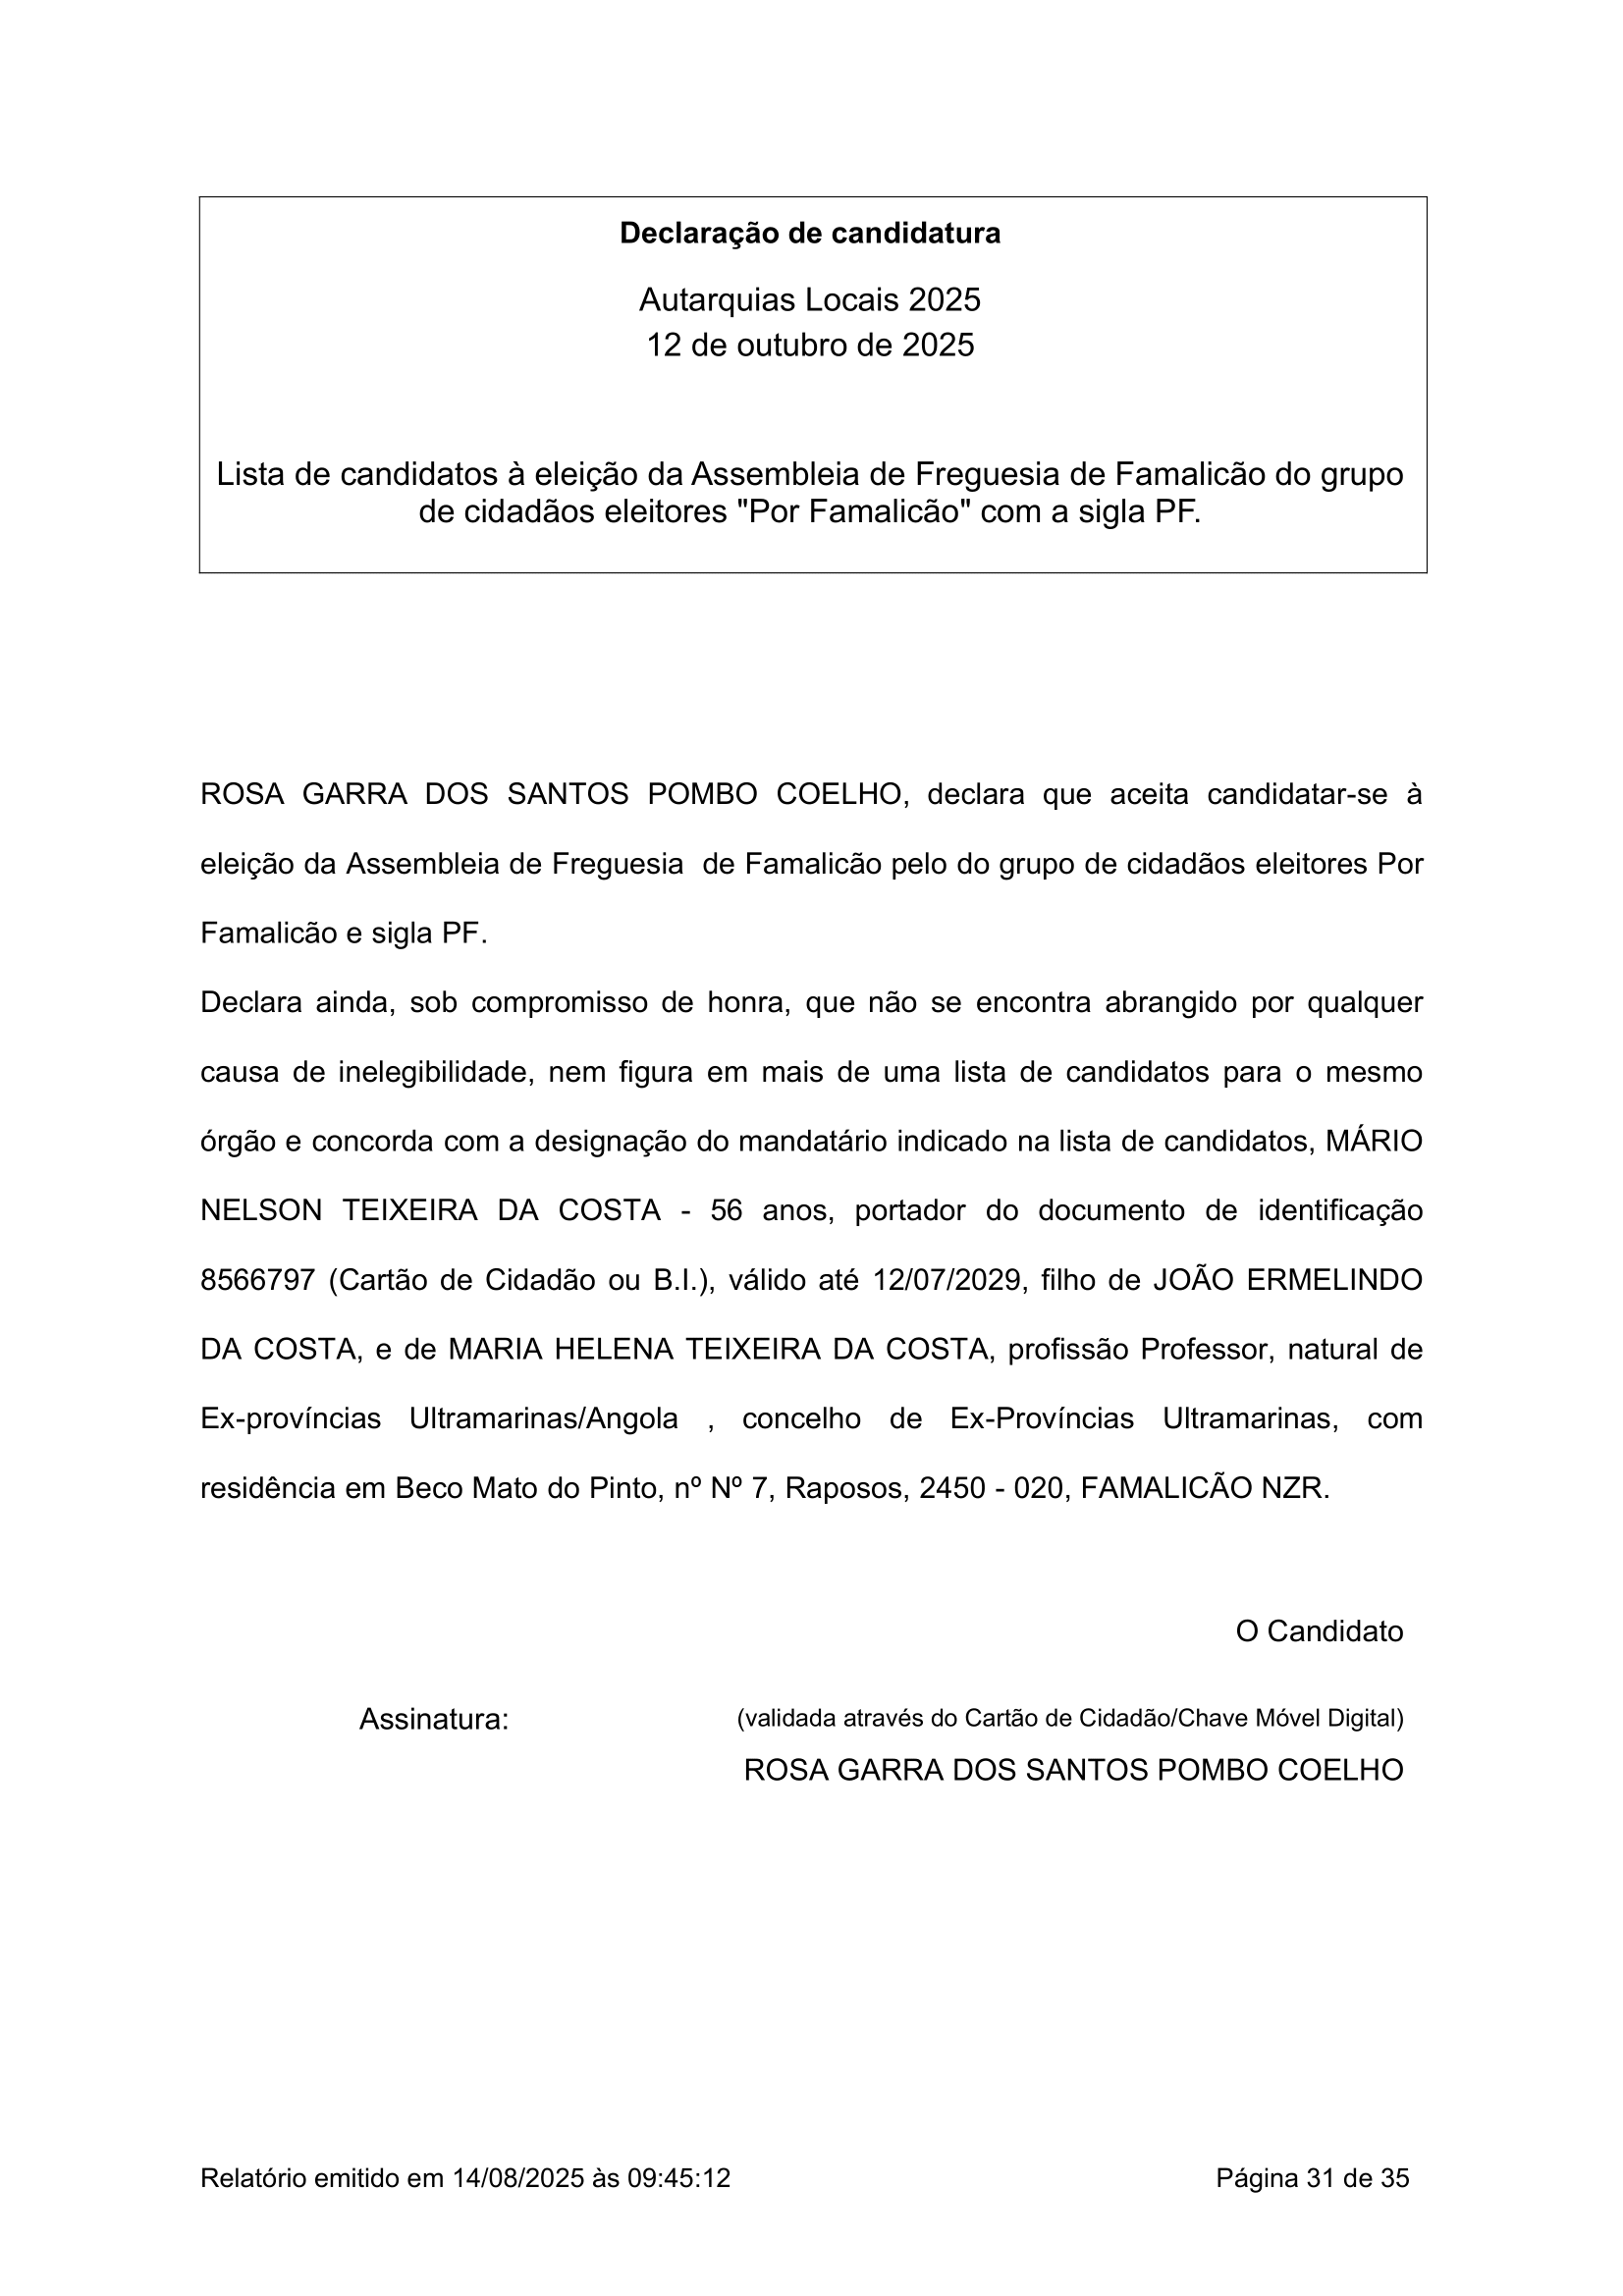 Declaração de candidatura
Autarquias Locais 2025
12 de outubro de 2025
Lista de candidatos à eleição da Assembleia de Freguesia de Famalicão do grupo
de cidadãos eleitores "Por Famalicão" com a sigla PF.
ROSA GARRA DOS SANTOS POMBO COELHO, declara que aceita candidatar-se à
eleição da Assembleia de Freguesia  de Famalicão pelo do grupo de cidadãos eleitores Por
Famalicão e sigla PF.
Declara ainda, sob compromisso de honra, que não se encontra abrangido por qualquer
causa de inelegibilidade, nem figura em mais de uma lista de candidatos para o mesmo
órgão e concorda com a designação do mandatário indicado na lista de candidatos, MÁRIO
NELSON TEIXEIRA DA COSTA - 56 anos, portador do documento de identificação
8566797 (Cartão de Cidadão ou B.I.), válido até 12/07/2029, filho de JOÃO ERMELINDO
DA COSTA, e de MARIA HELENA TEIXEIRA DA COSTA, profissão Professor, natural de
Ex-províncias Ultramarinas/Angola , concelho de Ex-Províncias Ultramarinas, com
residência em Beco Mato do Pinto, nº Nº 7, Raposos, 2450 - 020, FAMALICÃO NZR.
O Candidato
Assinatura: (validada através do Cartão de Cidadão/Chave Móvel Digital)
ROSA GARRA DOS SANTOS POMBO COELHO
Relatório emitido em 14/08/2025 às 09:45:12 Página 31 de 35